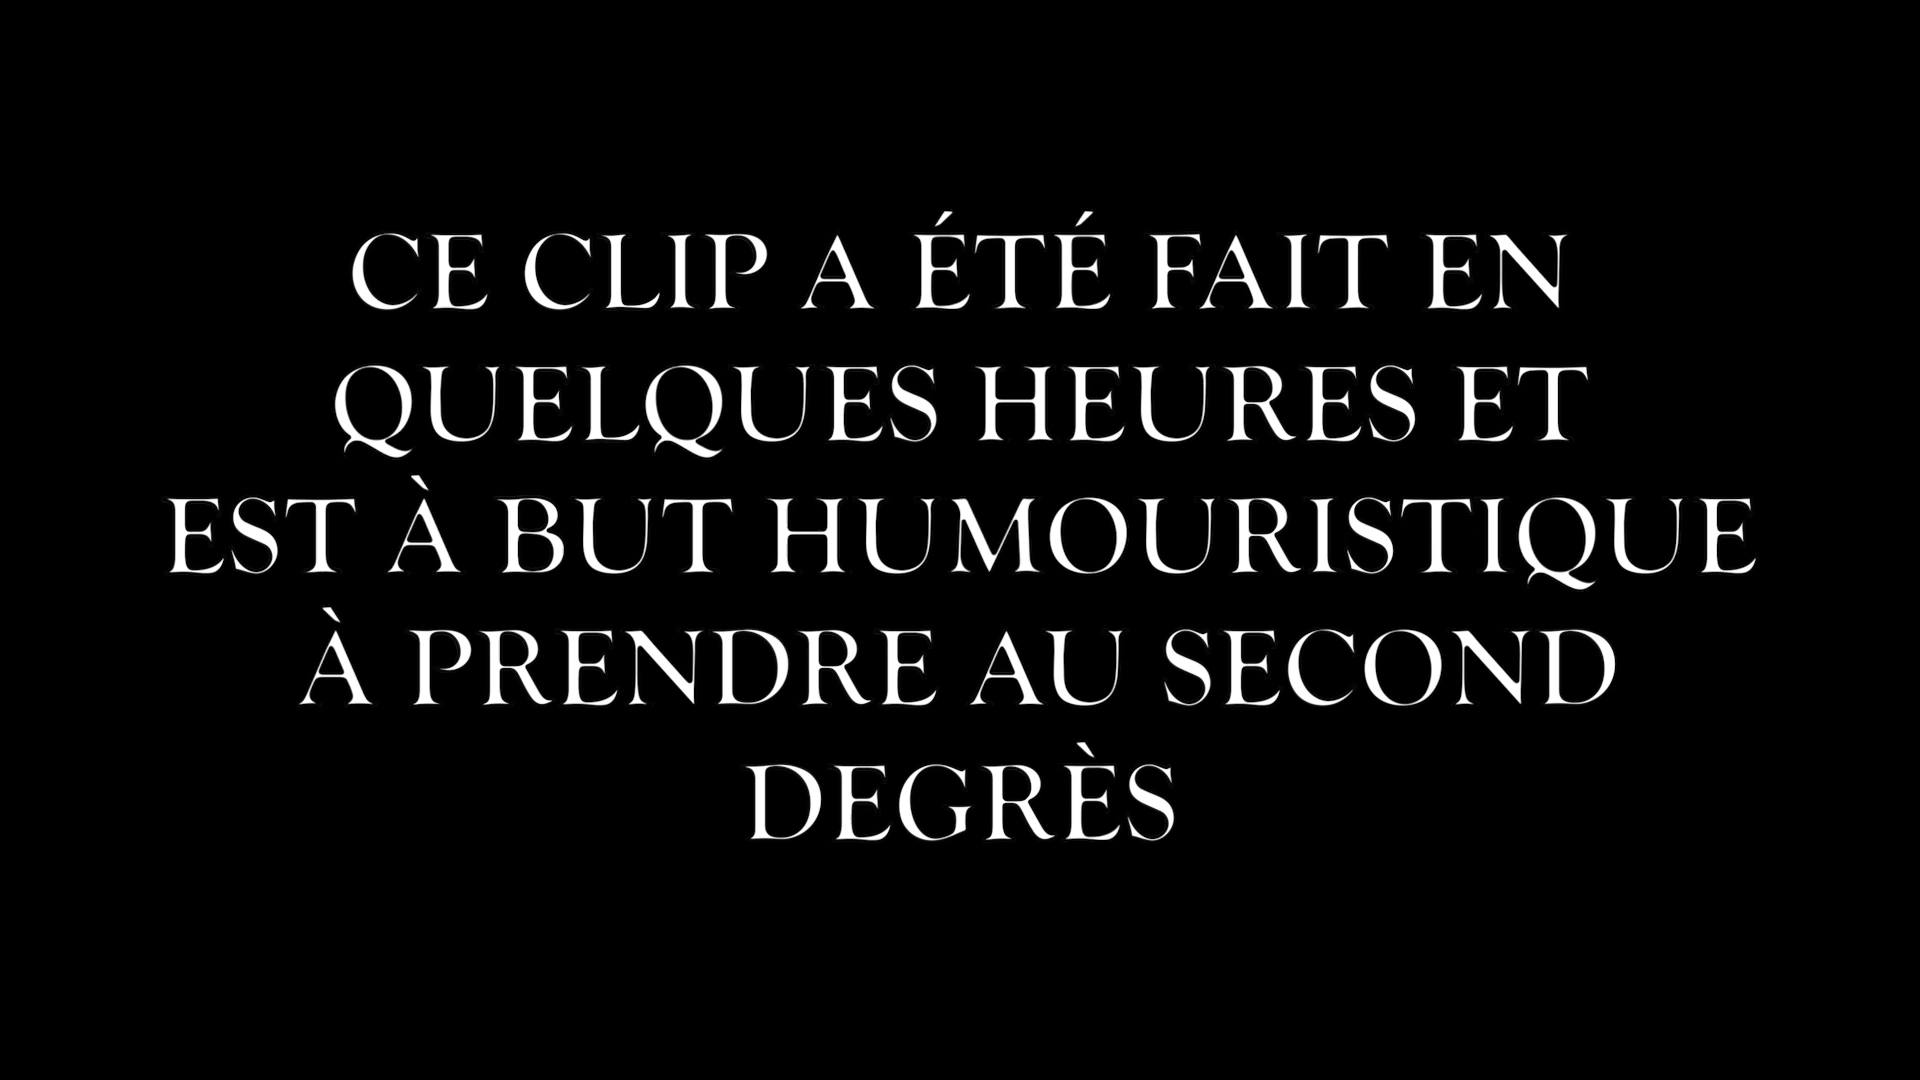 CE CLIP A ÉTÉ FAIT EN
QUELQUES HEURES ET
EST À BUT HUMOURISTIQUE
À PRENDRE AU SECOND
DEGRÈS